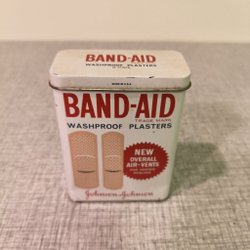 BAND-AID
WASHPROOF PLASTERS
BAND-AID
TRADE MARK
WASHPROOF PLASTERS
NEW
OVERALL
AIR-VENTS
Johnson & Johnson